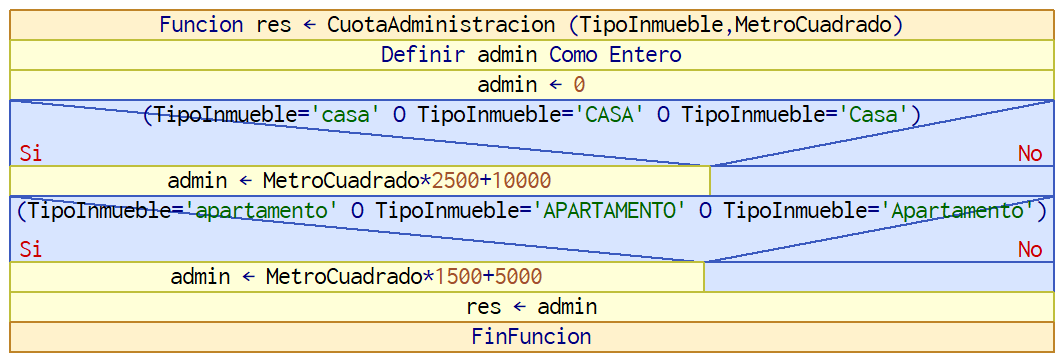 Funcion res ← CuotaAdministracion (TipoInmueble,MetroCuadrado)
Definir admin Como Entero
admin ← 0
(TipoInmueble='casa' O TipoInmueble='CASA' O TipoInmueble='Casa')
Si No
admin ← MetroCuadrado*2500+10000
(TipoInmueble='apartamento' O TipoInmueble='APARTAMENTO' O TipoInmueble='Apartamento')
Si No
admin ← MetroCuadrado*1500+5000
res ← admin
FinFuncion